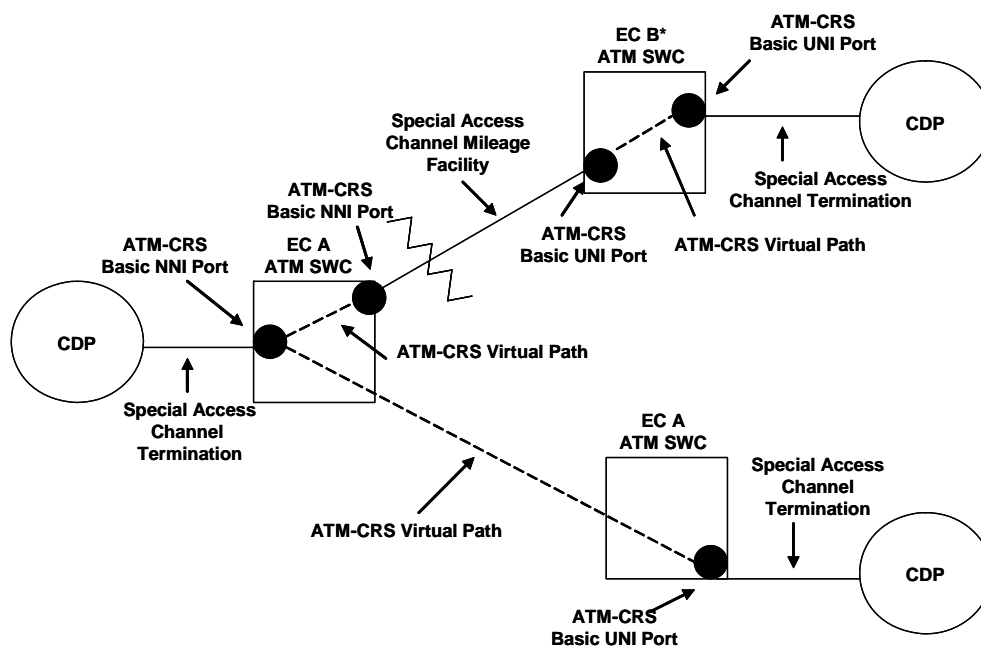 EC B*
ATM SWC
ATM-CRS
Basic UNI Port
CDP
Special Access
Channel Mileage
Facility
Special Access
Channel Termination
ATM-CRS
Basic NNI Port
ATM-CRS
Basic UNI Port
ATM-CRS Virtual Path
ATM-CRS
Basic NNI Port
EC A
ATM SWC
CDP
ATM-CRS Virtual Path
Special Access
Channel
Termination
EC A
ATM SWC
Special Access
Channel
Termination
ATM-CRS Virtual Path
CDP
ATM-CRS
Basic UNI Port